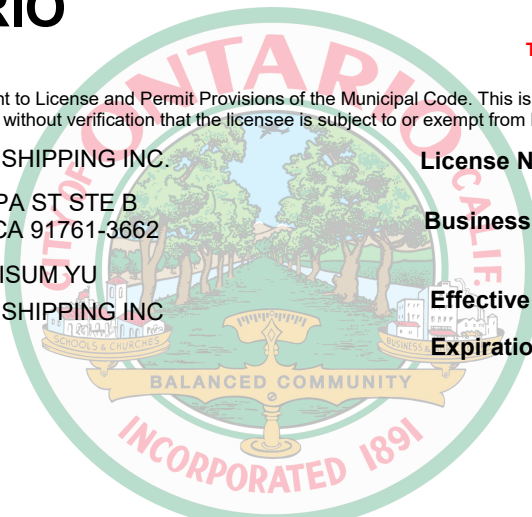 RIO
T
nt to License and Permit Provisions of the Municipal Code. This is
without verification that the licensee is subject to or exempt from
SHIPPING INC.
License N
PA ST STE B
CA 91761-3662
Business
ISUM YU
SHIPPING INC
Effective
Expiratio
CITY OF ONTARIO CALIF.
SCHOOLS & CHURCHES
BUSINESS &
BALANCED COMMUNITY
INCORPORATED 1891